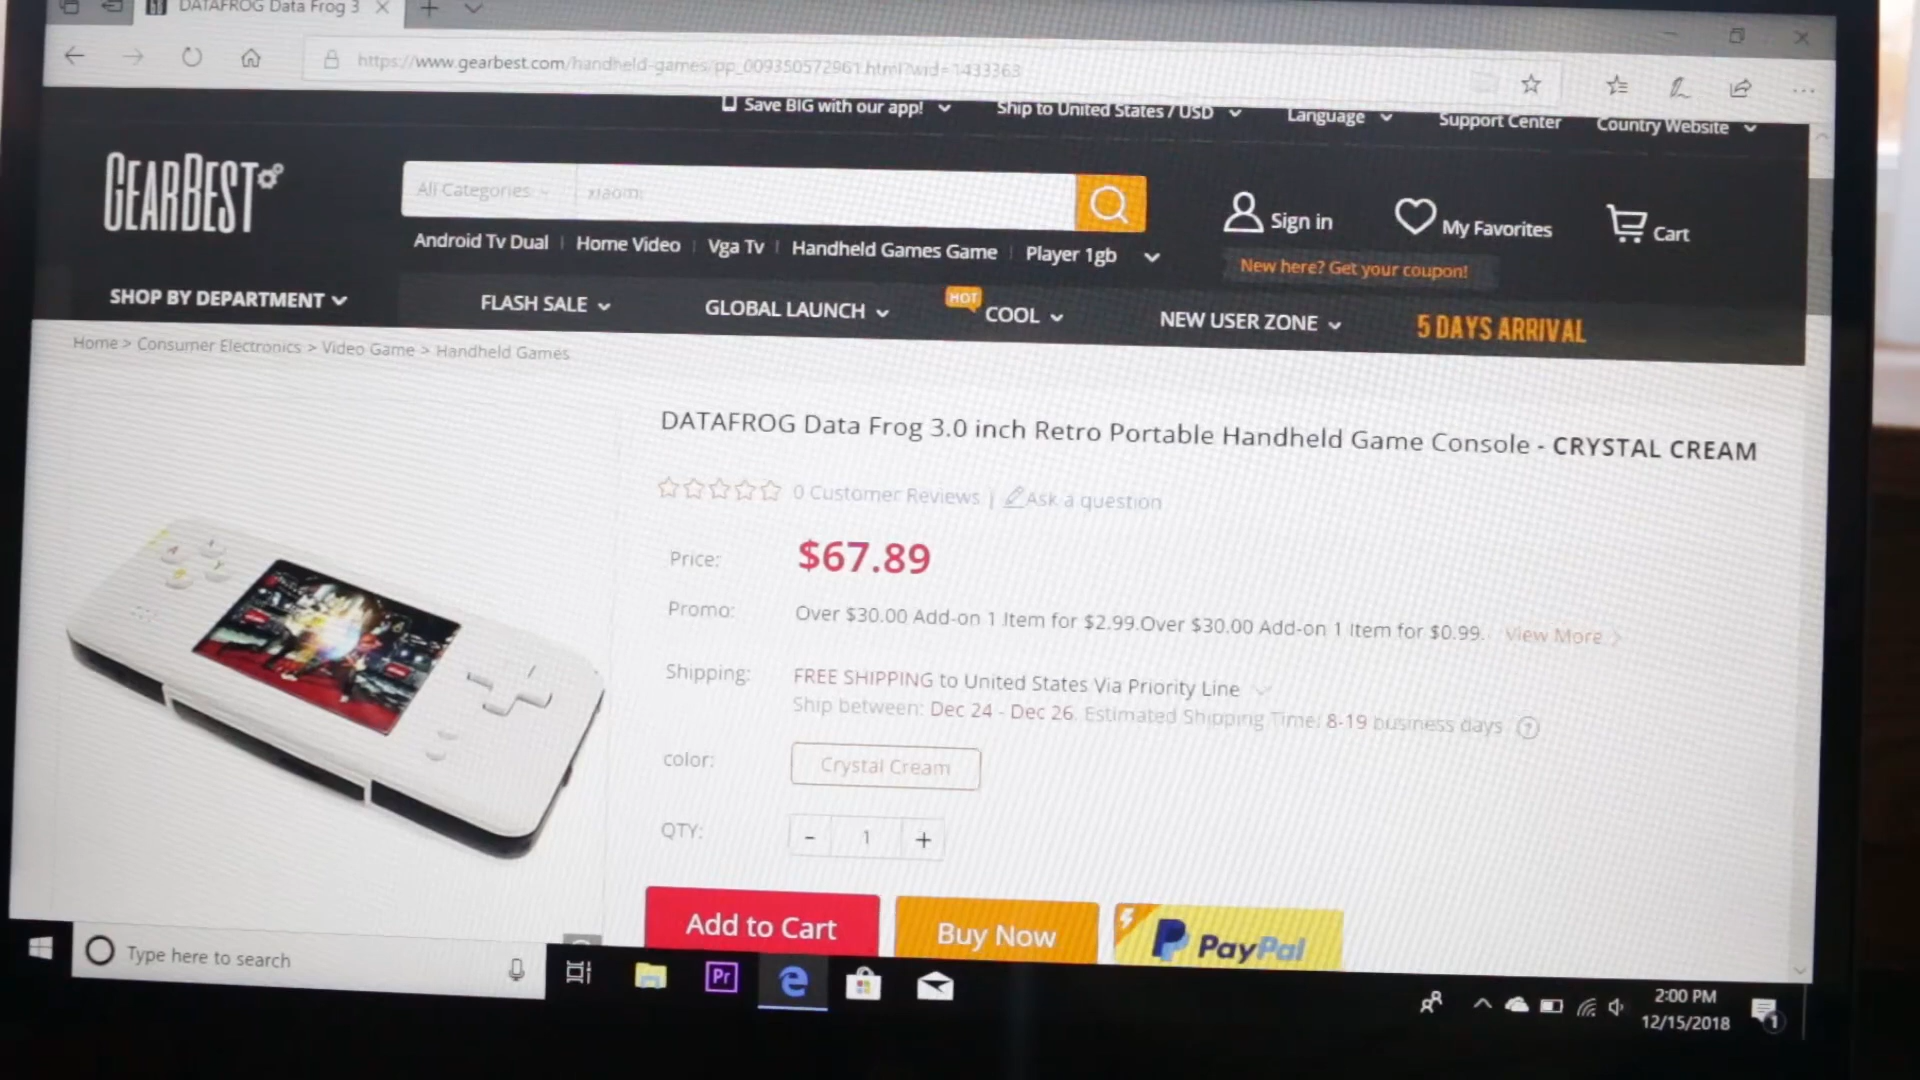 DATAFROG Data Frog 3
https://www.gearbest.com/handheld-games/pp_009350572961.html?wid=1433363
Save BIG with our app!
Ship to United States / USD
Language
Support Center
Country Website
GEARBEST
All Categories
xiaomi
Sign in
My Favorites
Cart
Android Tv Dual | Home Video | Vga Tv | Handheld Games Game | Player 1gb
New here? Get your coupon!
SHOP BY DEPARTMENT
FLASH SALE
GLOBAL LAUNCH
HOT
COOL
NEW USER ZONE
5 DAYS ARRIVAL
Home > Consumer Electronics > Video Game > Handheld Games
DATAFROG Data Frog 3.0 inch Retro Portable Handheld Game Console - CRYSTAL CREAM
0 Customer Reviews | Ask a question
Price: $67.89
Promo: Over $30.00 Add-on 1 Item for $2.99.Over $30.00 Add-on 1 Item for $0.99. View More >
Shipping: FREE SHIPPING to United States Via Priority Line
Ship between: Dec 24 - Dec 26. Estimated Shipping Time: 8-19 business days ?
color: Crystal Cream
QTY: - 1 +
Add to Cart
Buy Now
PayPal
Type here to search
Pr
2:00 PM
12/15/2018
1